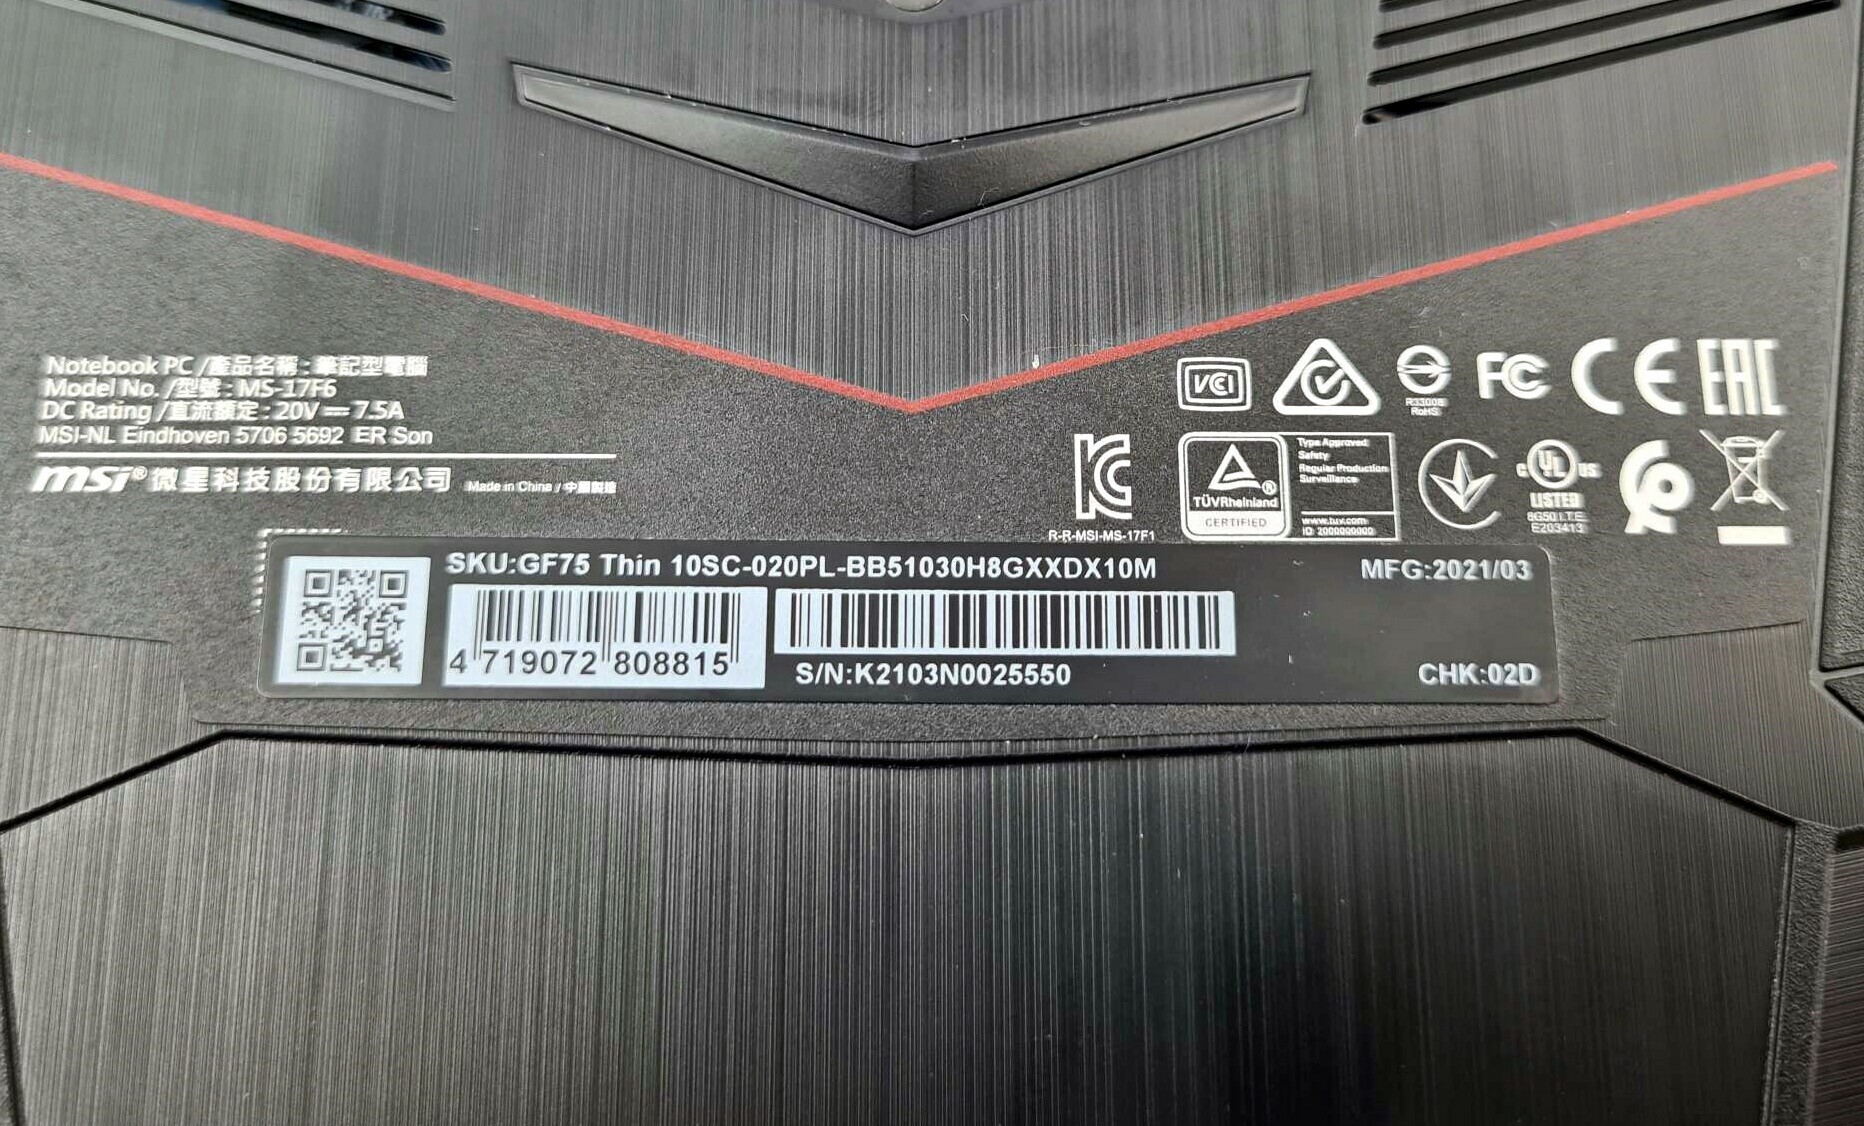 Notebook PC /產品名稱 : 筆記型電腦
Model No. /型號 : MS-17F6
DC Rating /直流額定 : 20V ⎓ 7.5A
MSI-NL Eindhoven 5706 5692 ER Son
msi® 微星科技股份有限公司 Made in China / 中國製造
VCI
R33008
RoHS
FC CE EAC
R-R-MSI-MS-17F1
TÜVRheinland
CERTIFIED
Type Approved
Safety
Regular Production
Surveillance
www.tuv.com
ID 2000000000
c UL US
LISTED
8G50 I.T.E
E203413
SKU:GF75 Thin 10SC-020PL-BB51030H8GXXDX10M
MFG:2021/03
4 719072 808815
S/N:K2103N0025550
CHK:02D